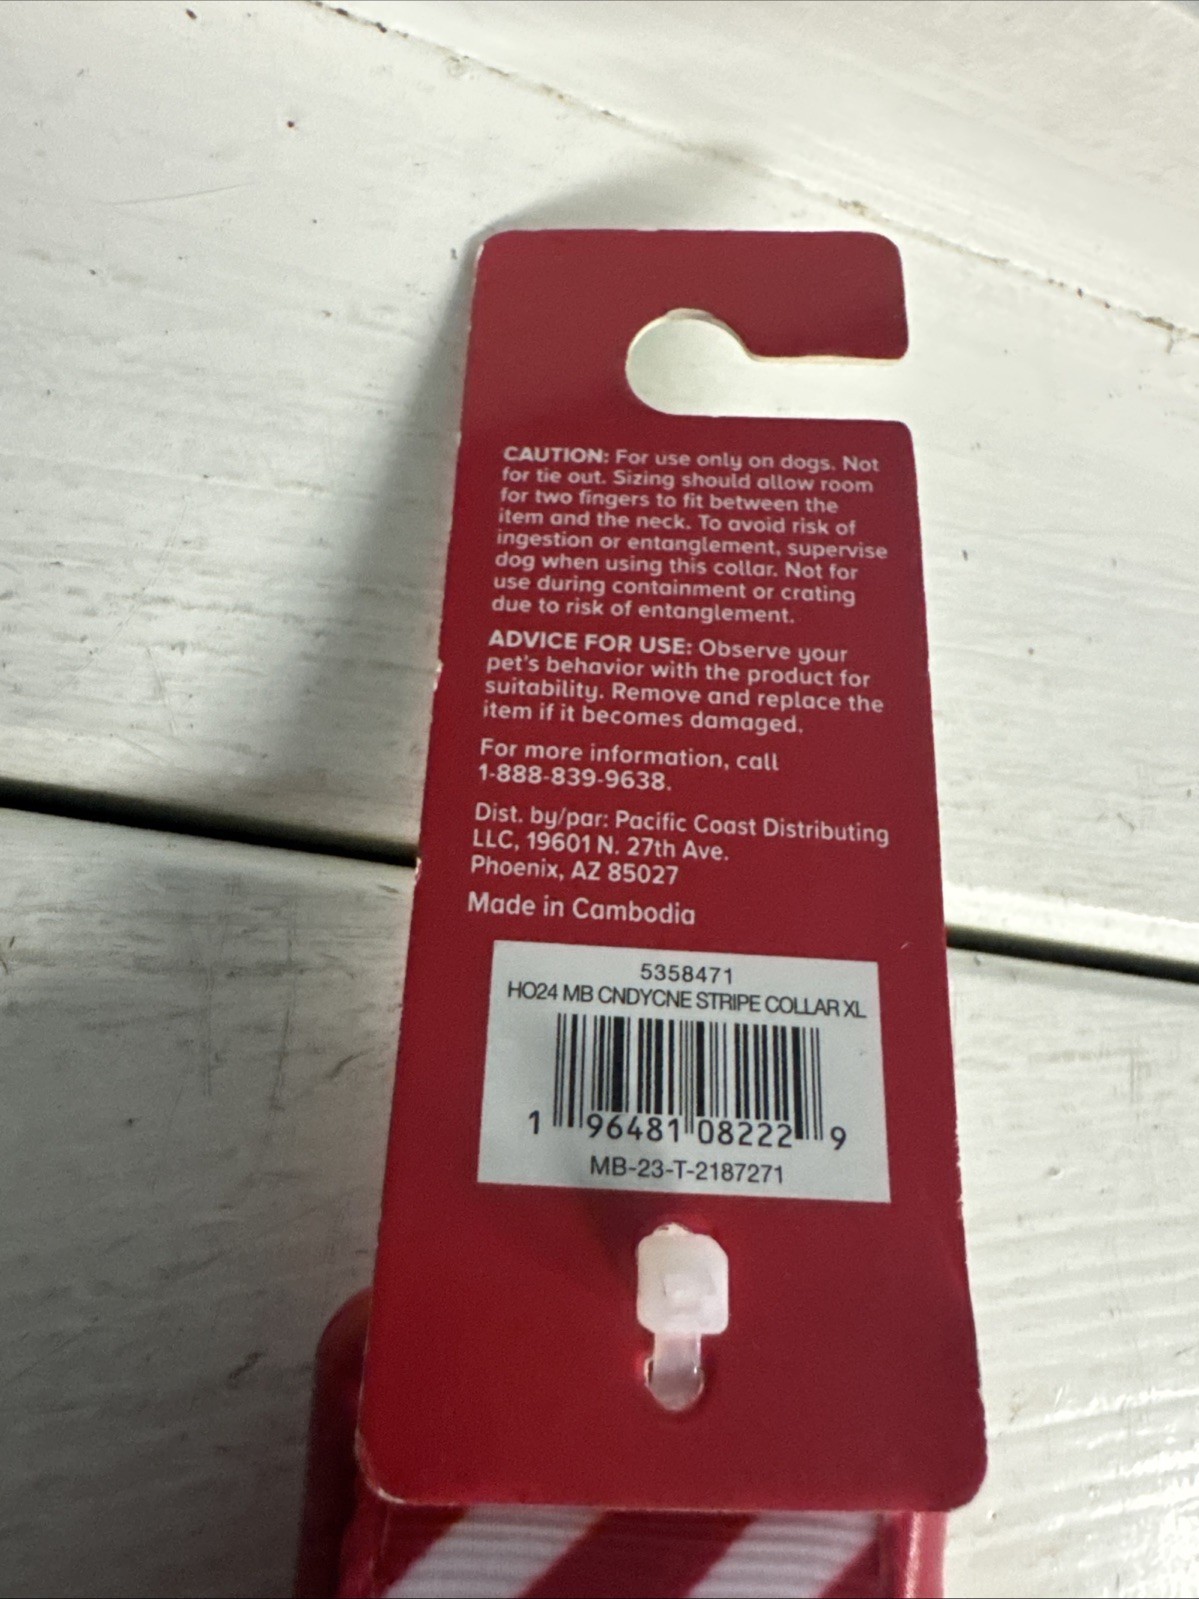 CAUTION: For use only on dogs. Not
for tie out. Sizing should allow room
for two fingers to fit between the
item and the neck. To avoid risk of
ingestion or entanglement, supervise
dog when using this collar. Not for
use during containment or crating
due to risk of entanglement.
ADVICE FOR USE: Observe your
pet's behavior with the product for
suitability. Remove and replace the
item if it becomes damaged.
For more information, call
1-888-839-9638.
Dist. by/par: Pacific Coast Distributing
LLC, 19601 N. 27th Ave.
Phoenix, AZ 85027
Made in Cambodia
5358471
HO24 MB CNDYCNE STRIPE COLLAR XL
1 96481 08222 9
MB-23-T-2187271